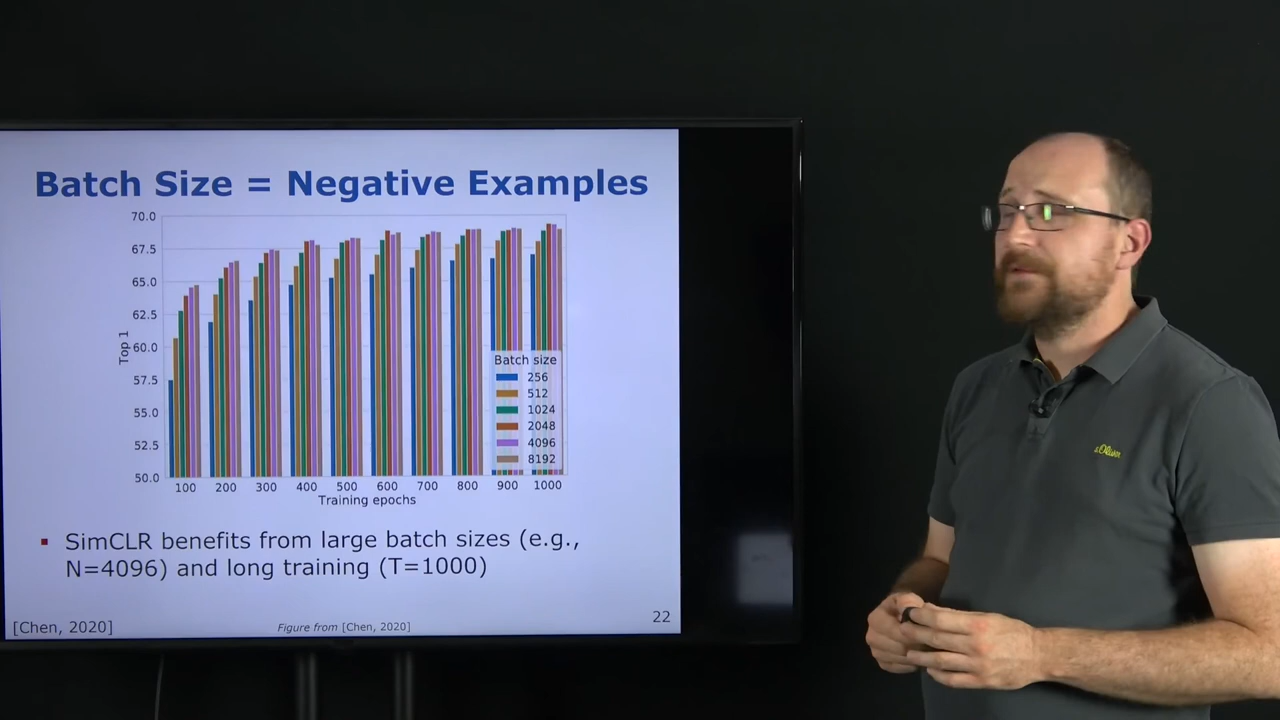 Batch Size = Negative Examples
70.0
67.5
65.0
62.5
60.0
57.5
55.0
52.5
50.0
Top 1
Batch size
256
512
1024
2048
4096
8192
100 200 300 400 500 600 700 800 900 1000
Training epochs
▪ SimCLR benefits from large batch sizes (e.g.,
N=4096) and long training (T=1000)
[Chen, 2020]
Figure from [Chen, 2020]
22
s.Oliver